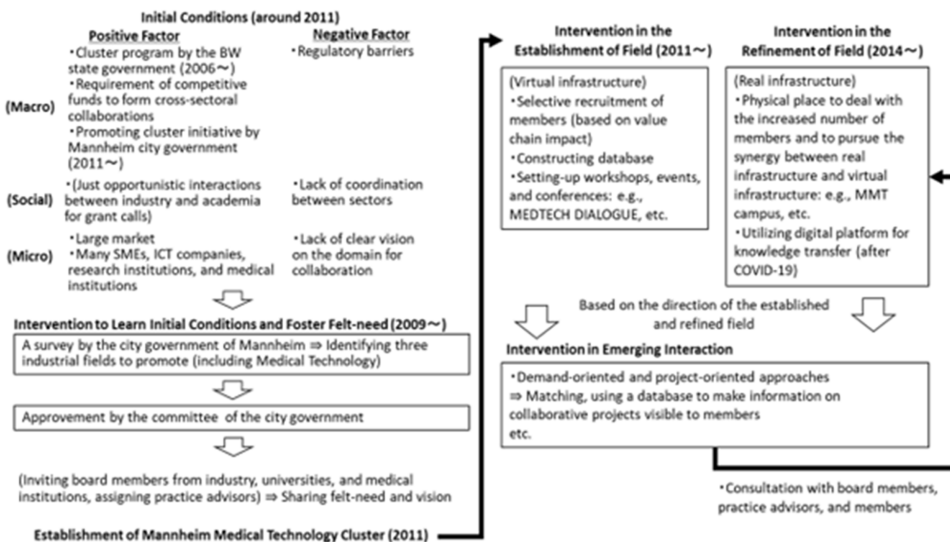 Initial Conditions (around 2011)
Positive Factor
・Cluster program by the BW
state government (2006～)
・Requirement of competitive
funds to form cross-sectoral
collaborations
・Promoting cluster initiative by
Mannheim city government
(2011～)
Negative Factor
・Regulatory barriers
(Macro)
(Social)
・(Just opportunistic interactions
between industry and academia
for grant calls)
・Lack of coordination
between sectors
(Micro)
・Large market
・Many SMEs, ICT companies,
research institutions, and medical
institutions
・Lack of clear vision
on the domain for
collaboration
Intervention to Learn Initial Conditions and Foster Felt-need (2009～)
A survey by the city government of Mannheim ⇒ Identifying three
industrial fields to promote (including Medical Technology)
Approvement by the committee of the city government
(Inviting board members from industry, universities, and medical
institutions, assigning practice advisors) ⇒ Sharing felt-need and vision
Establishment of Mannheim Medical Technology Cluster (2011)
Intervention in the
Establishment of Field (2011～)
(Virtual infrastructure)
・Selective recruitment of
members (based on value
chain impact)
・Constructing database
・Setting-up workshops, events,
and conferences: e.g.,
MEDTECH DIALOGUE, etc.
Intervention in the
Refinement of Field (2014～)
(Real infrastructure)
・Physical place to deal with
the increased number of
members and to pursue the
synergy between real
infrastructure and virtual
infrastructure: e.g., MMT
campus, etc.
・Utilizing digital platform for
knowledge transfer (after
COVID-19)
Based on the direction of the established
and refined field
Intervention in Emerging Interaction
・Demand-oriented and project-oriented approaches
⇒ Matching, using a database to make information on
collaborative projects visible to members
etc.
・Consultation with board members,
practice advisors, and members